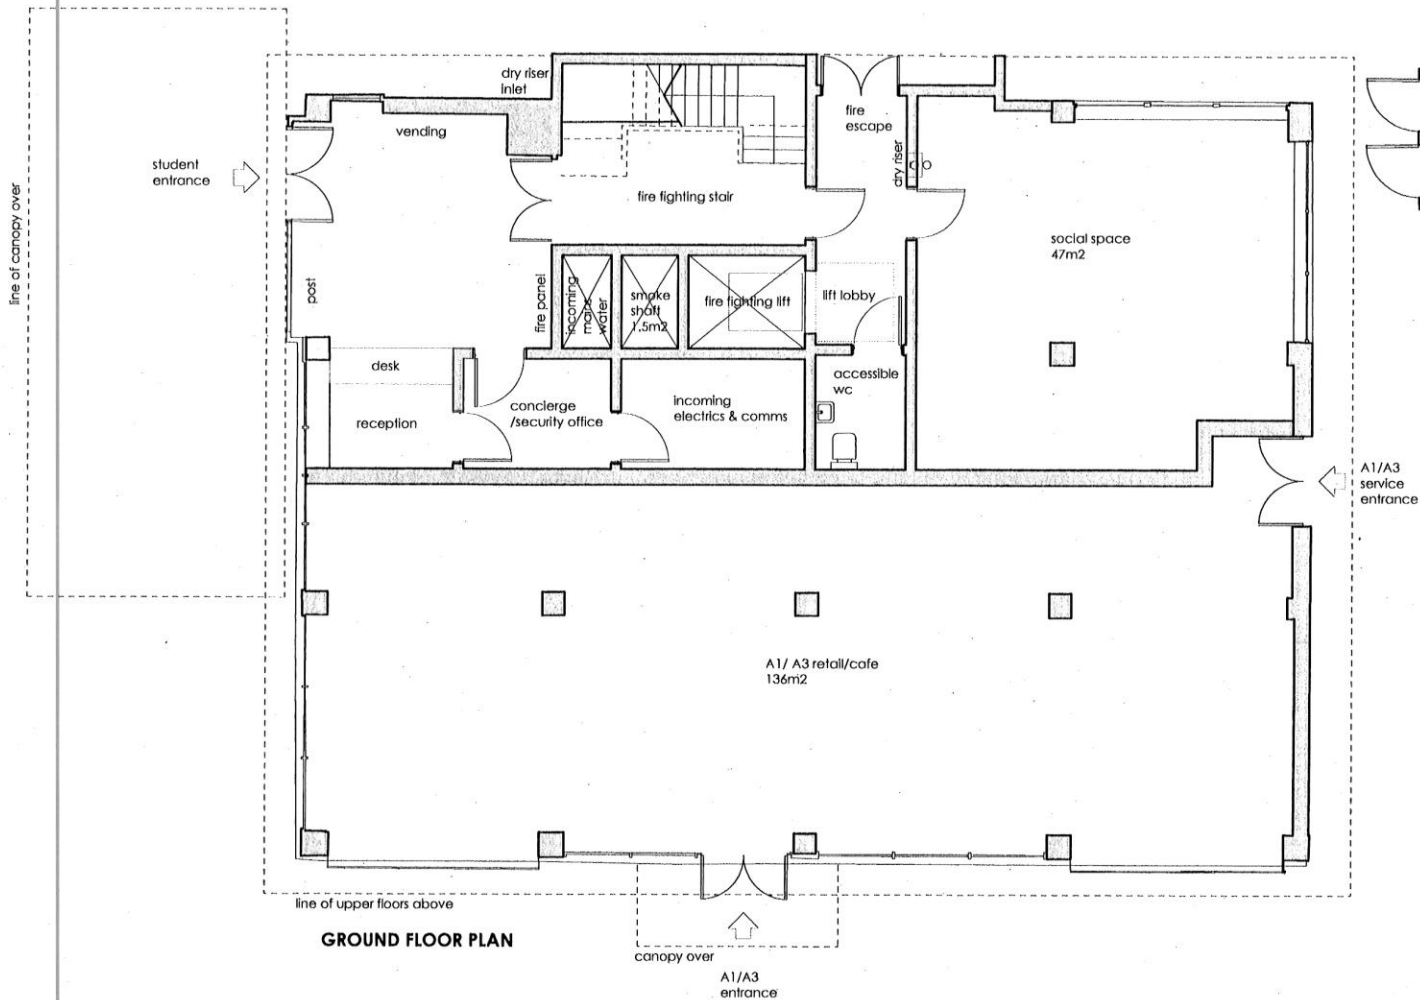 dry riser
inlet
vending
fire
escape
student
entrance
dry riser
fire fighting stair
social space
47m2
line of canopy over
post
fire panel
incoming
mains
water
smoke
shaft
1.5m2
fire fighting lift
lift lobby
desk
accessible
wc
reception
concierge
/security office
incoming
electrics & comms
A1/A3
service
entrance
A1/ A3 retail/cafe
136m2
line of upper floors above
GROUND FLOOR PLAN
canopy over
A1/A3
entrance